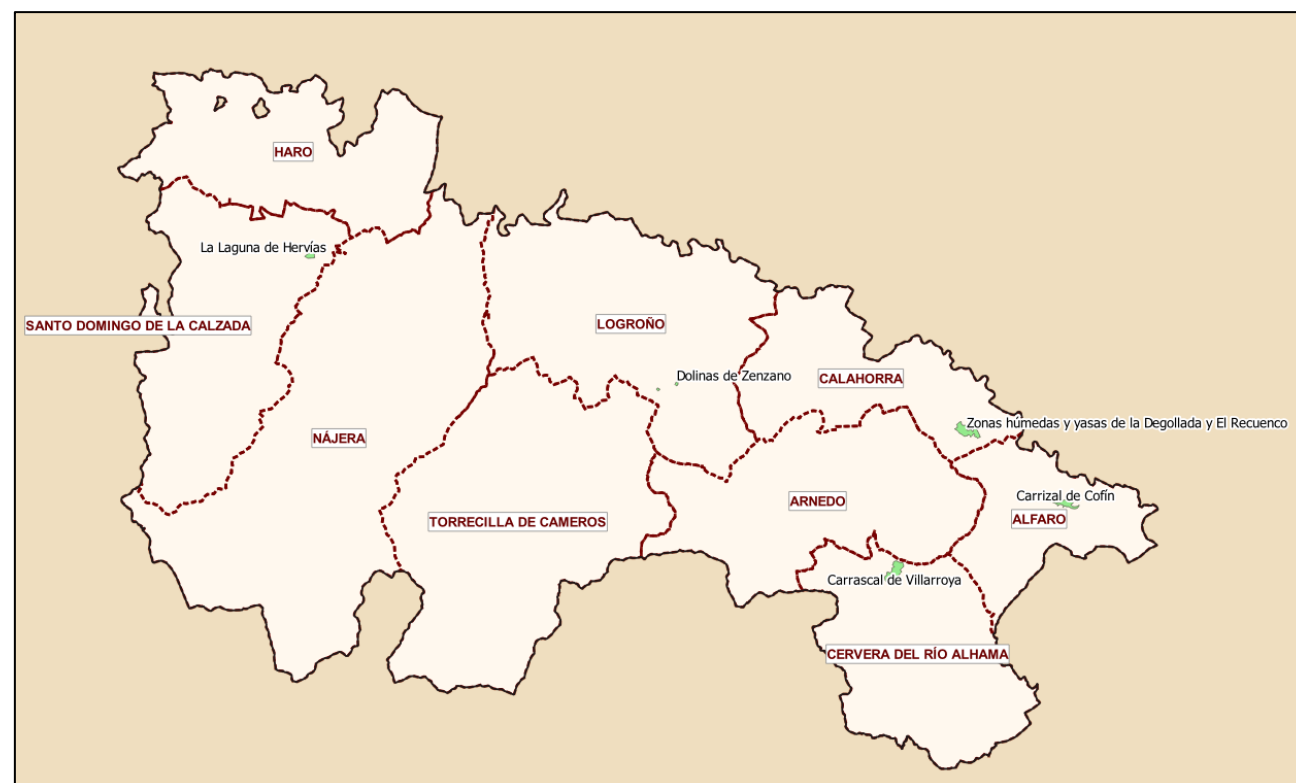 HARO
La Laguna de Hervías
SANTO DOMINGO DE LA CALZADA
LOGROÑO
Dolinas de Zenzano
CALAHORRA
Zonas húmedas y yasas de la Degollada y El Recuenco
NÁJERA
Carrizal de Cofín
ARNEDO
ALFARO
TORRECILLA DE CAMEROS
Carrascal de Villarroya
CERVERA DEL RÍO ALHAMA